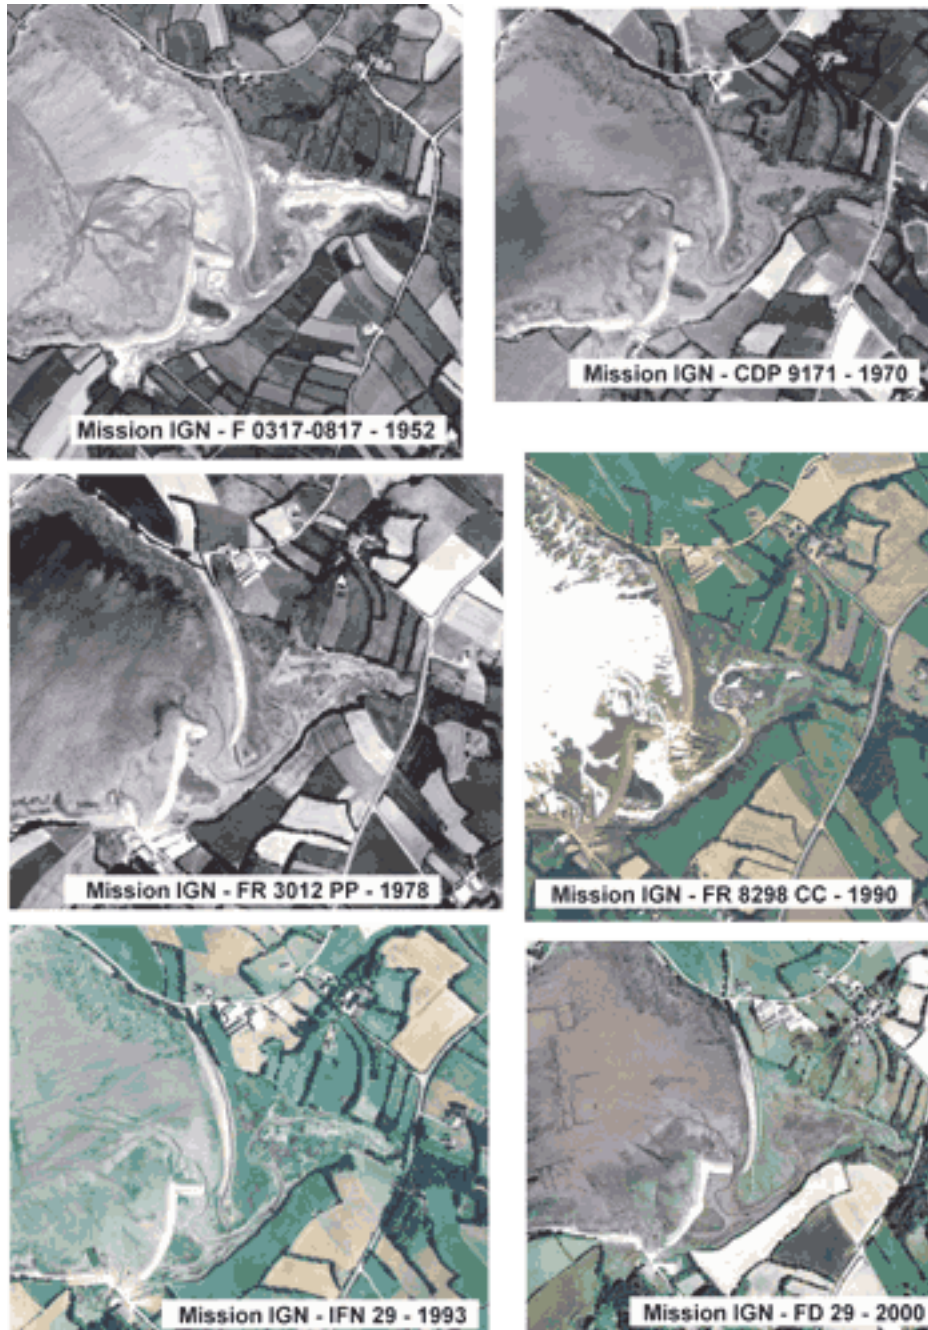 Mission IGN - F 0317-0817 - 1952
Mission IGN - CDP 9171 - 1970
Mission IGN - FR 3012 PP - 1978
Mission IGN - FR 8298 CC - 1990
Mission IGN - IFN 29 - 1993
Mission IGN - FD 29 - 2000